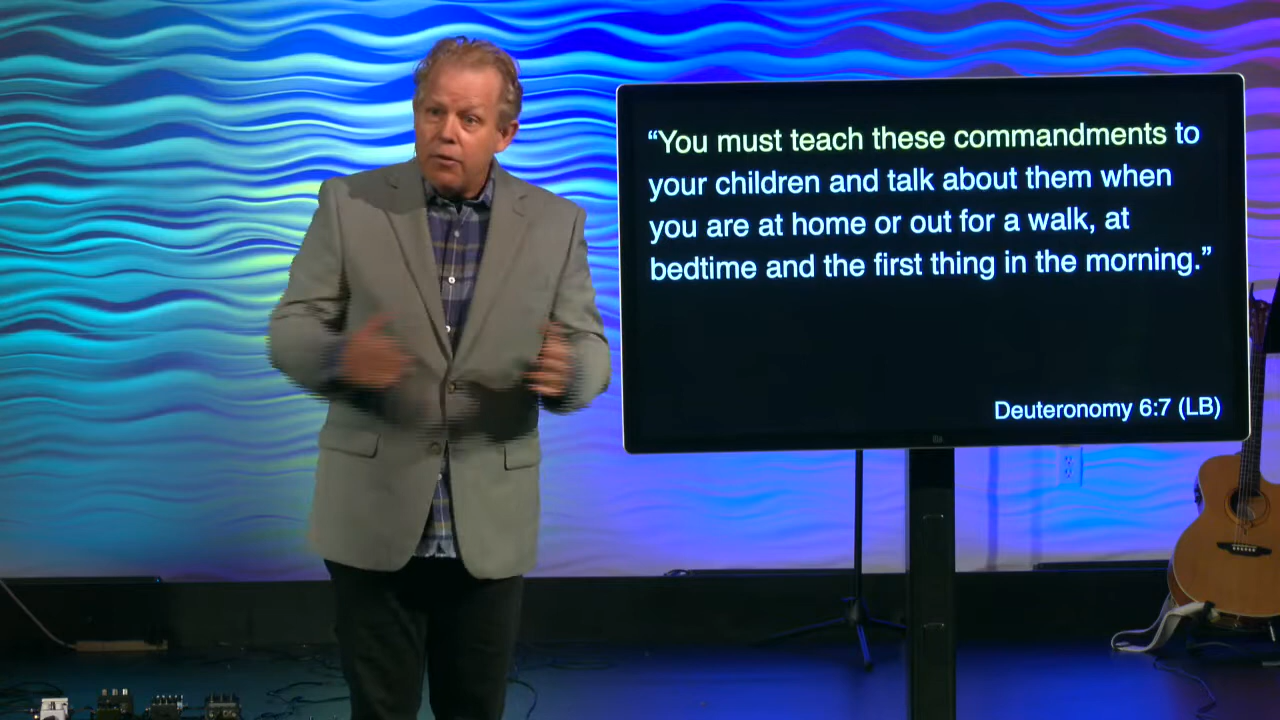 “You must teach these commandments to
your children and talk about them when
you are at home or out for a walk, at
bedtime and the first thing in the morning.”
Deuteronomy 6:7 (LB)